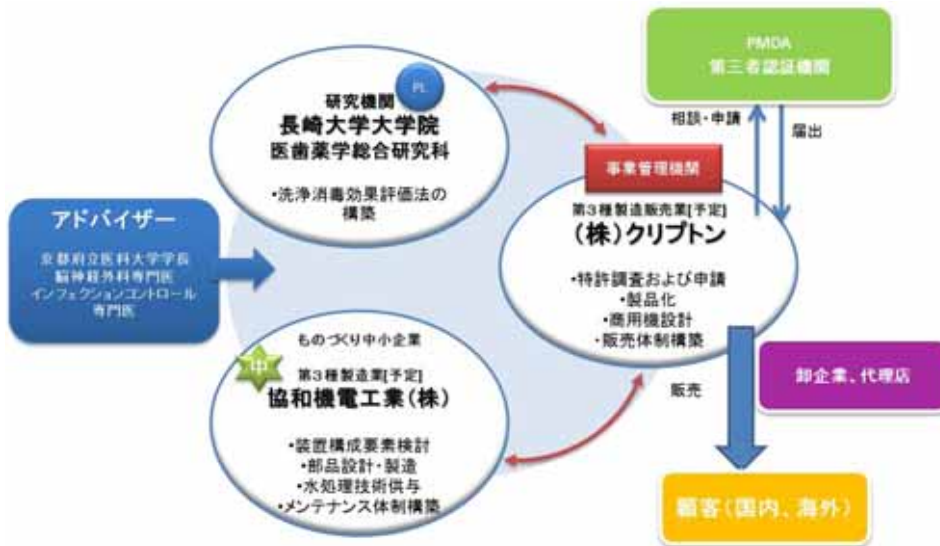 PMDA
第三者認証機関
相談・申請
届出
PL
研究機関
長崎大学大学院
医歯薬学総合研究科
・洗浄消毒効果評価法の
構築
事業管理機関
第3種製造販売業[予定]
(株)クリプトン
・特許調査および申請
・製品化
・商用機設計
・販売体制構築
アドバイザー
京都府立医科大学学長
脳神経外科専門医
インフェクションコントロール
専門医
ものづくり中小企業
中
第3種製造業[予定]
協和機電工業(株)
・装置構成要素検討
・部品設計・製造
・水処理技術供与
・メンテナンス体制構築
販売
卸企業、代理店
顧客(国内、海外)